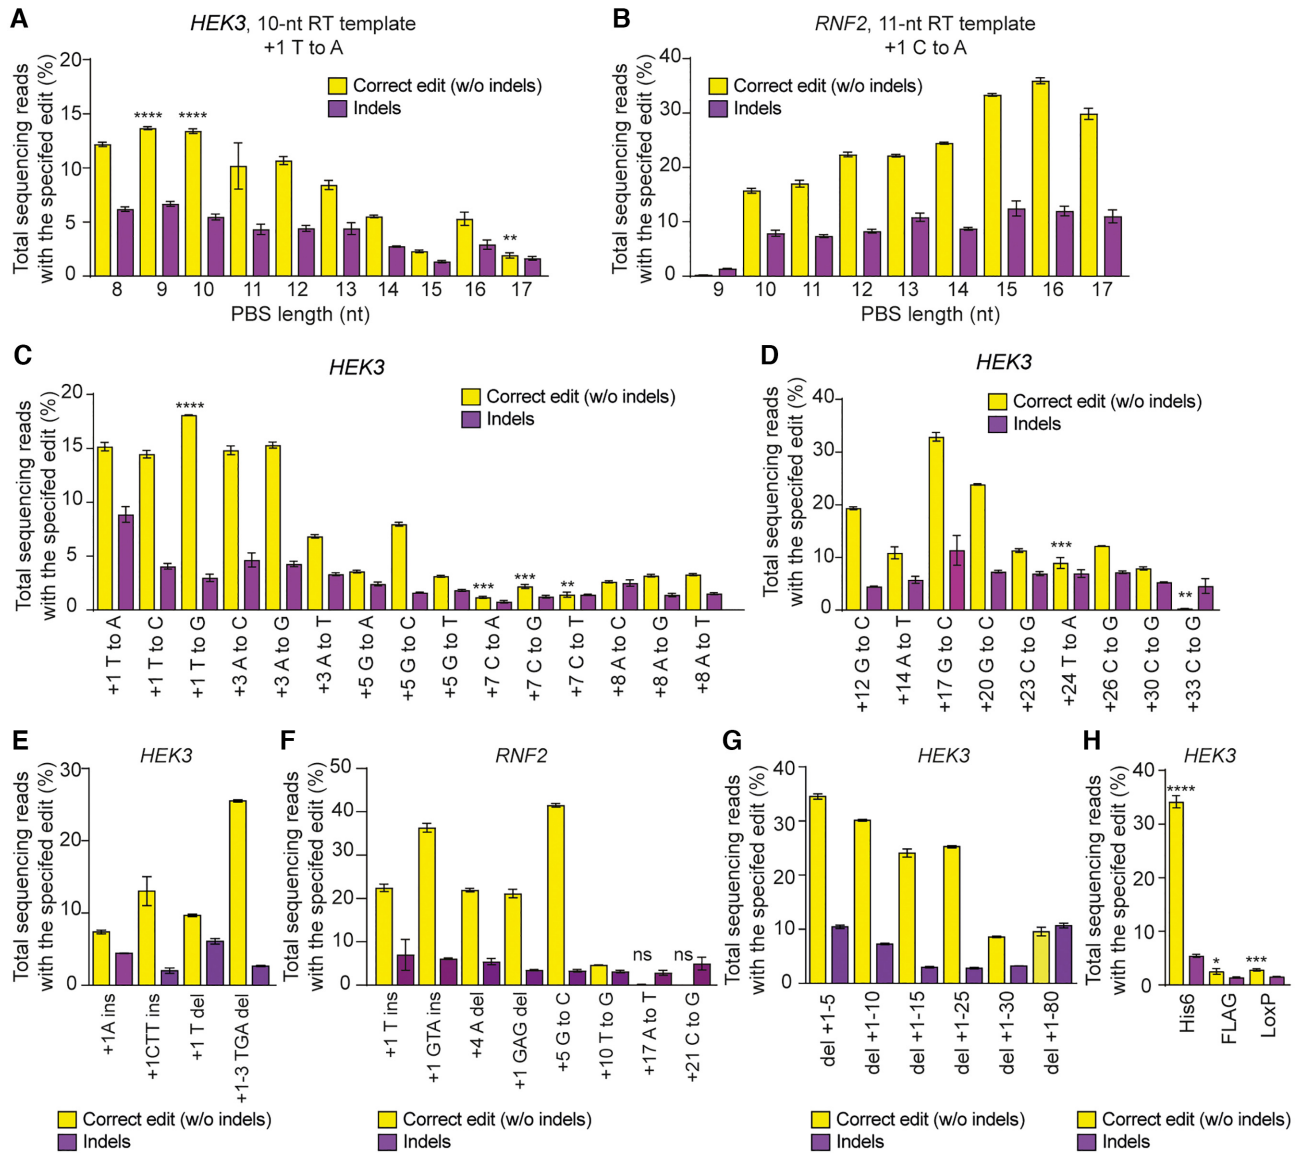 A
HEK3, 10-nt RT template
+1 T to A
Total sequencing reads
with the specifed edit (%)
20
15
10
5
0
Correct edit (w/o indels)
Indels
****
****
**
8 9 10 11 12 13 14 15 16 17
PBS length (nt)
B
RNF2, 11-nt RT template
+1 C to A
Total sequencing reads
with the specifed edit (%)
40
30
20
10
0
Correct edit (w/o indels)
Indels
9 10 11 12 13 14 15 16 17
PBS length (nt)
C
HEK3
Total sequencing reads
with the specifed edit (%)
20
15
10
5
0
Correct edit (w/o indels)
Indels
****
***
***
**
+1 T to A
+1 T to C
+1 T to G
+3 A to C
+3 A to G
+3 A to T
+5 G to A
+5 G to C
+5 G to T
+7 C to A
+7 C to G
+7 C to T
+8 A to C
+8 A to G
+8 A to T
D
HEK3
Total sequencing reads
with the specifed edit (%)
40
30
20
10
0
Correct edit (w/o indels)
Indels
***
**
+12 G to C
+14 A to T
+17 G to C
+20 G to C
+23 C to G
+24 T to A
+26 C to G
+30 C to G
+33 C to G
E
HEK3
Total sequencing reads
with the specifed edit (%)
30
20
10
0
+1A ins
+1CTT ins
+1 T del
+1-3 TGA del
Correct edit (w/o indels)
Indels
F
RNF2
Total sequencing reads
with the specifed edit (%)
50
40
30
20
10
0
ns
ns
+1 T ins
+1 GTA ins
+4 A del
+1 GAG del
+5 G to C
+10 T to G
+17 A to T
+21 C to G
Correct edit (w/o indels)
Indels
G
HEK3
Total sequencing reads
with the specifed edit (%)
40
30
20
10
0
del +1-5
del +1-10
del +1-15
del +1-25
del +1-30
del +1-80
Correct edit (w/o indels)
Indels
H
HEK3
Total sequencing reads
with the specifed edit (%)
40
30
20
10
0
****
*
***
His6
FLAG
LoxP
Correct edit (w/o indels)
Indels